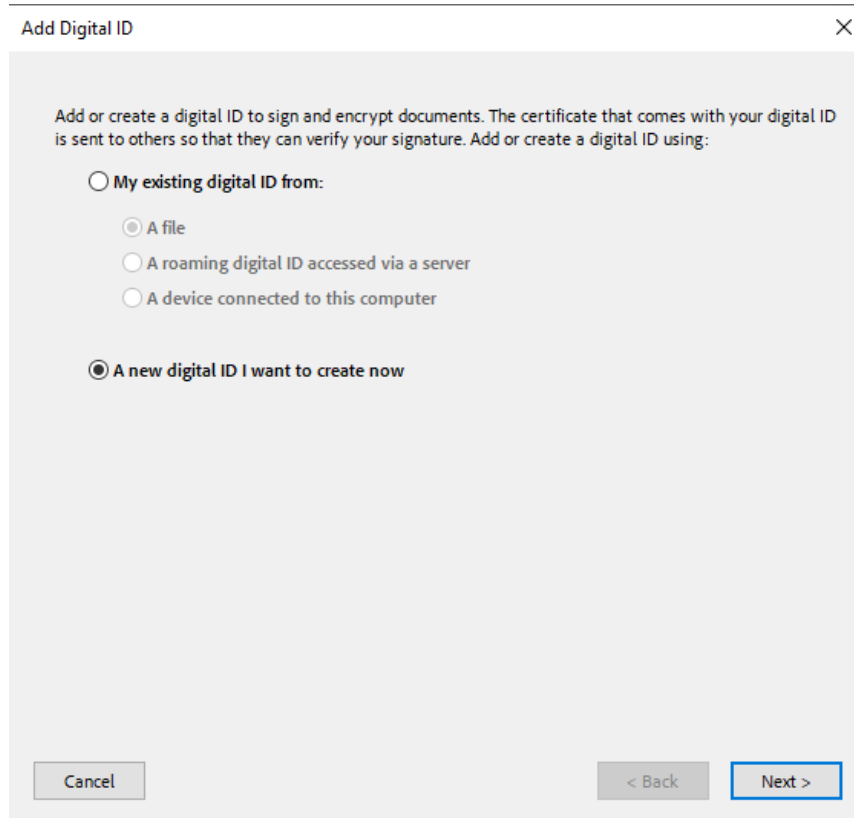 Add Digital ID
Add or create a digital ID to sign and encrypt documents. The certificate that comes with your digital ID
is sent to others so that they can verify your signature. Add or create a digital ID using:
My existing digital ID from:
A file
A roaming digital ID accessed via a server
A device connected to this computer
A new digital ID I want to create now
Cancel
< Back
Next >